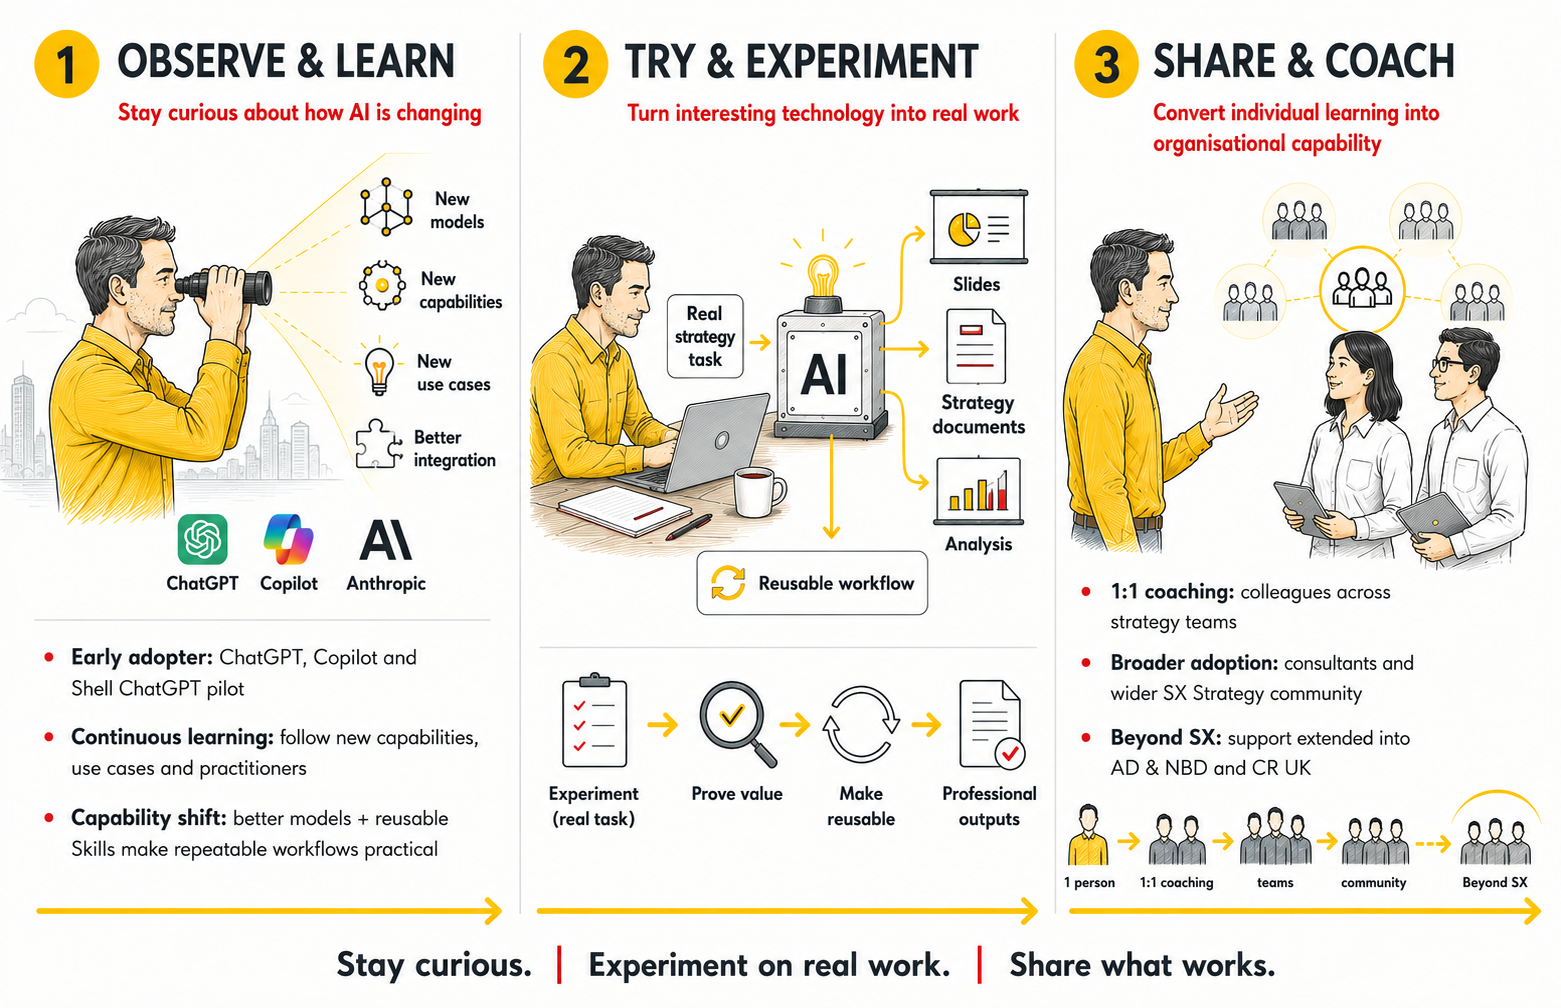 1
OBSERVE & LEARN
Stay curious about how AI is changing
New
models
New
capabilities
New
use cases
Better
integration
ChatGPT
Copilot
AI
Anthropic
Early adopter: ChatGPT, Copilot and
Shell ChatGPT pilot
Continuous learning: follow new capabilities,
use cases and practitioners
Capability shift: better models + reusable
Skills make repeatable workflows practical
2
TRY & EXPERIMENT
Turn interesting technology into real work
Real
strategy
task
AI
Slides
Strategy
documents
Analysis
Reusable workflow
Experiment
(real task)
Prove value
Make
reusable
Professional
outputs
3
SHARE & COACH
Convert individual learning into
organisational capability
1:1 coaching: colleagues across
strategy teams
Broader adoption: consultants and
wider SX Strategy community
Beyond SX: support extended into
AD & NBD and CR UK
1 person
1:1 coaching
teams
community
Beyond SX
Stay curious. | Experiment on real work. | Share what works.